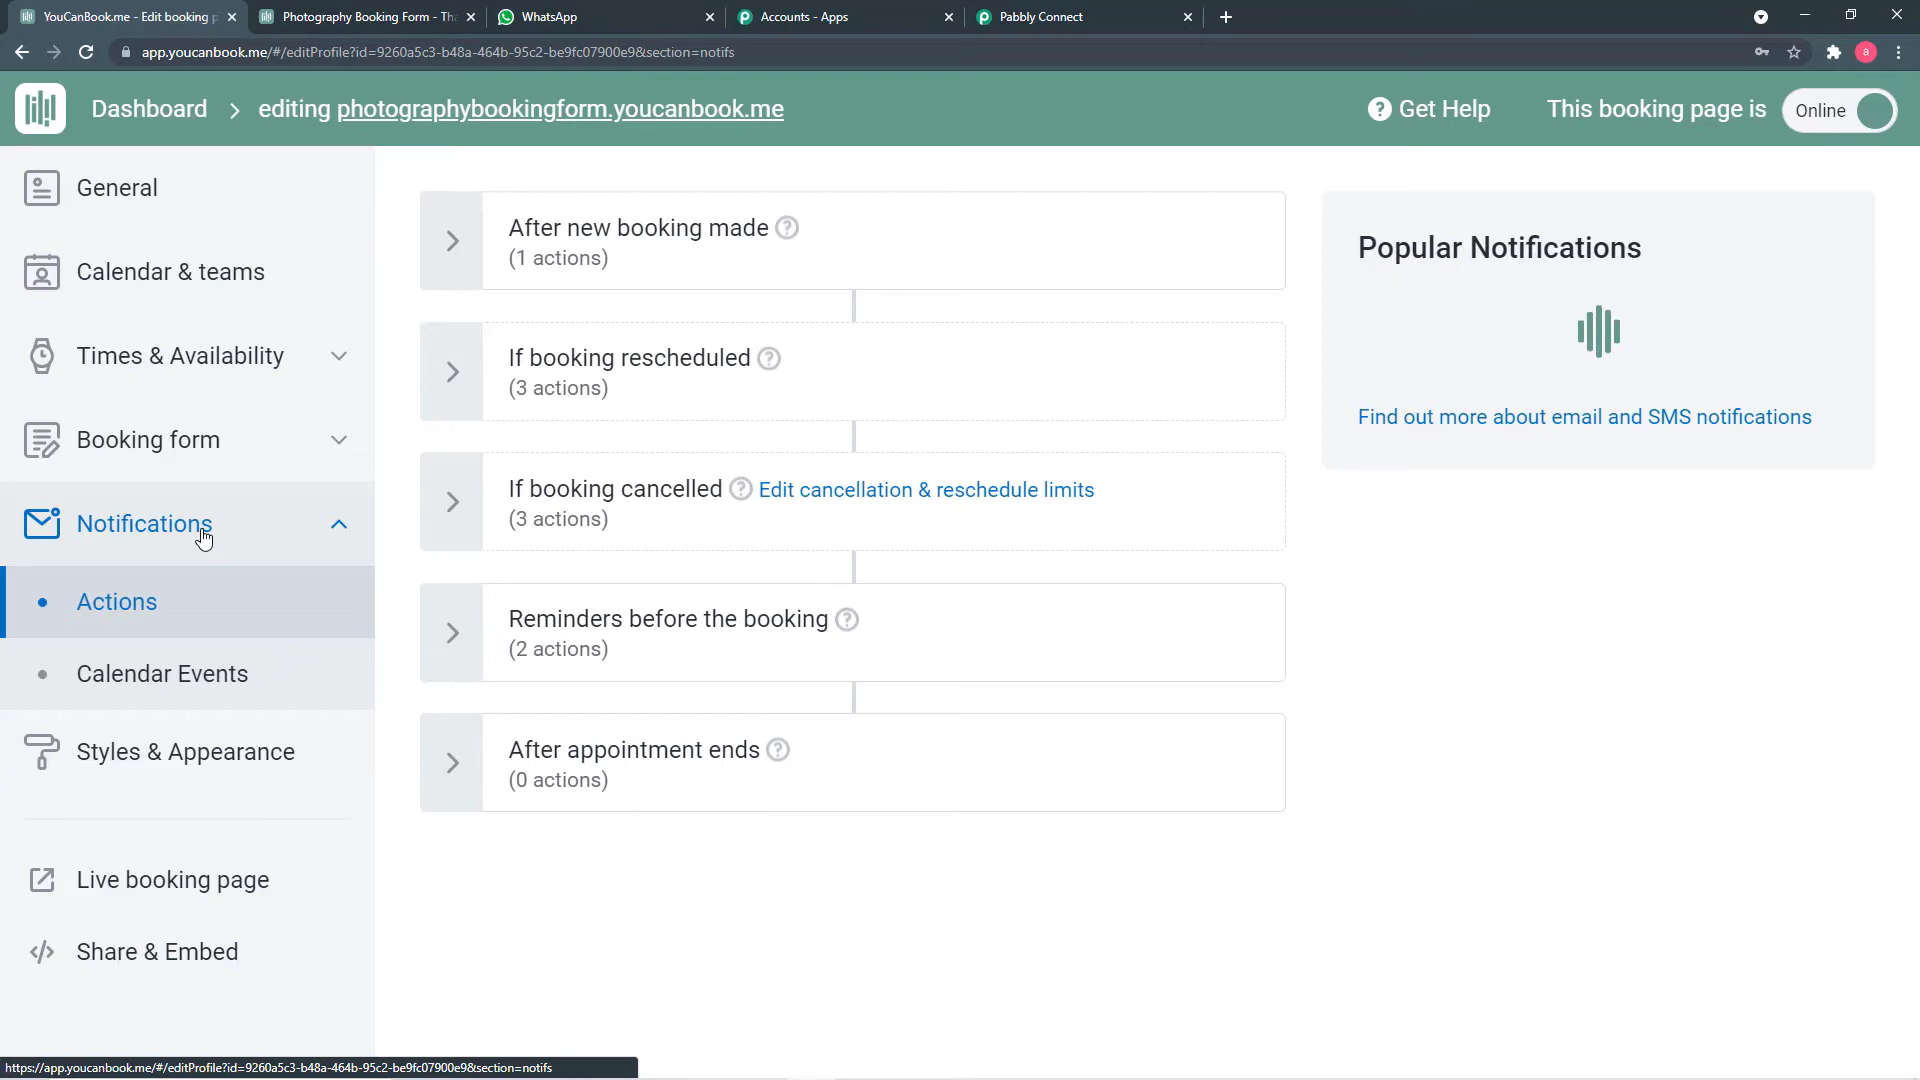 YouCanBook.me - Edit booking p
Photography Booking Form - Tha
WhatsApp
Accounts - Apps
Pabbly Connect
app.youcanbook.me/#/editProfile?id=9260a5c3-b48a-464b-95c2-be9fc07900e9&section=notifs
a
Dashboard > editing photographybookingform.youcanbook.me
? Get Help
This booking page is
Online
General
Calendar & teams
Times & Availability
Booking form
Notifications
Actions
Calendar Events
Styles & Appearance
Live booking page
Share & Embed
After new booking made ?
(1 actions)
If booking rescheduled ?
(3 actions)
If booking cancelled ? Edit cancellation & reschedule limits
(3 actions)
Reminders before the booking ?
(2 actions)
After appointment ends ?
(0 actions)
Popular Notifications
Find out more about email and SMS notifications
https://app.youcanbook.me/#/editProfile?id=9260a5c3-b48a-464b-95c2-be9fc07900e9&section=notifs